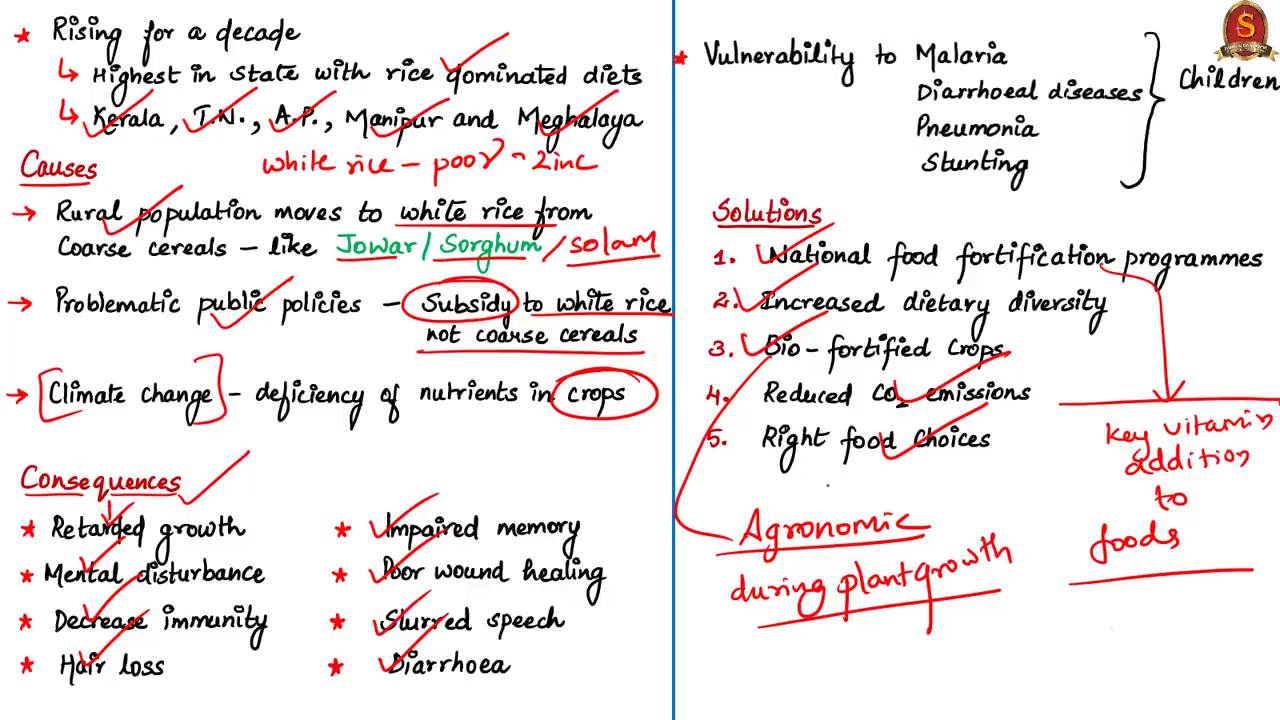 * Rising for a decade
↳ Highest in state with rice dominated diets
↳ Kerala, T.N., A.P., Manipur and Meghalaya
white rice - poor - zinc
Causes
→ Rural population moves to white rice from
coarse cereals - like Jowar / Sorghum / Solam
→ Problematic public policies - Subsidy to white rice
not coarse cereals
→ [Climate change] - deficiency of nutrients in crops
Consequences
* Retarded growth
* Mental disturbance
* Decrease immunity
* Hair loss
* Impaired memory
* Poor wound healing
* Slurred speech
* Diarrhoea
* Vulnerability to Malaria
Diarrhoeal diseases
Pneumonia
Stunting
Children
Solutions
1. National food fortification programmes
2. Increased dietary diversity
3. Bio-fortified crops
4. Reduced CO2 emissions
5. Right food choices
Agronomic
during plant growth
key vitamin
addition
to
foods
S